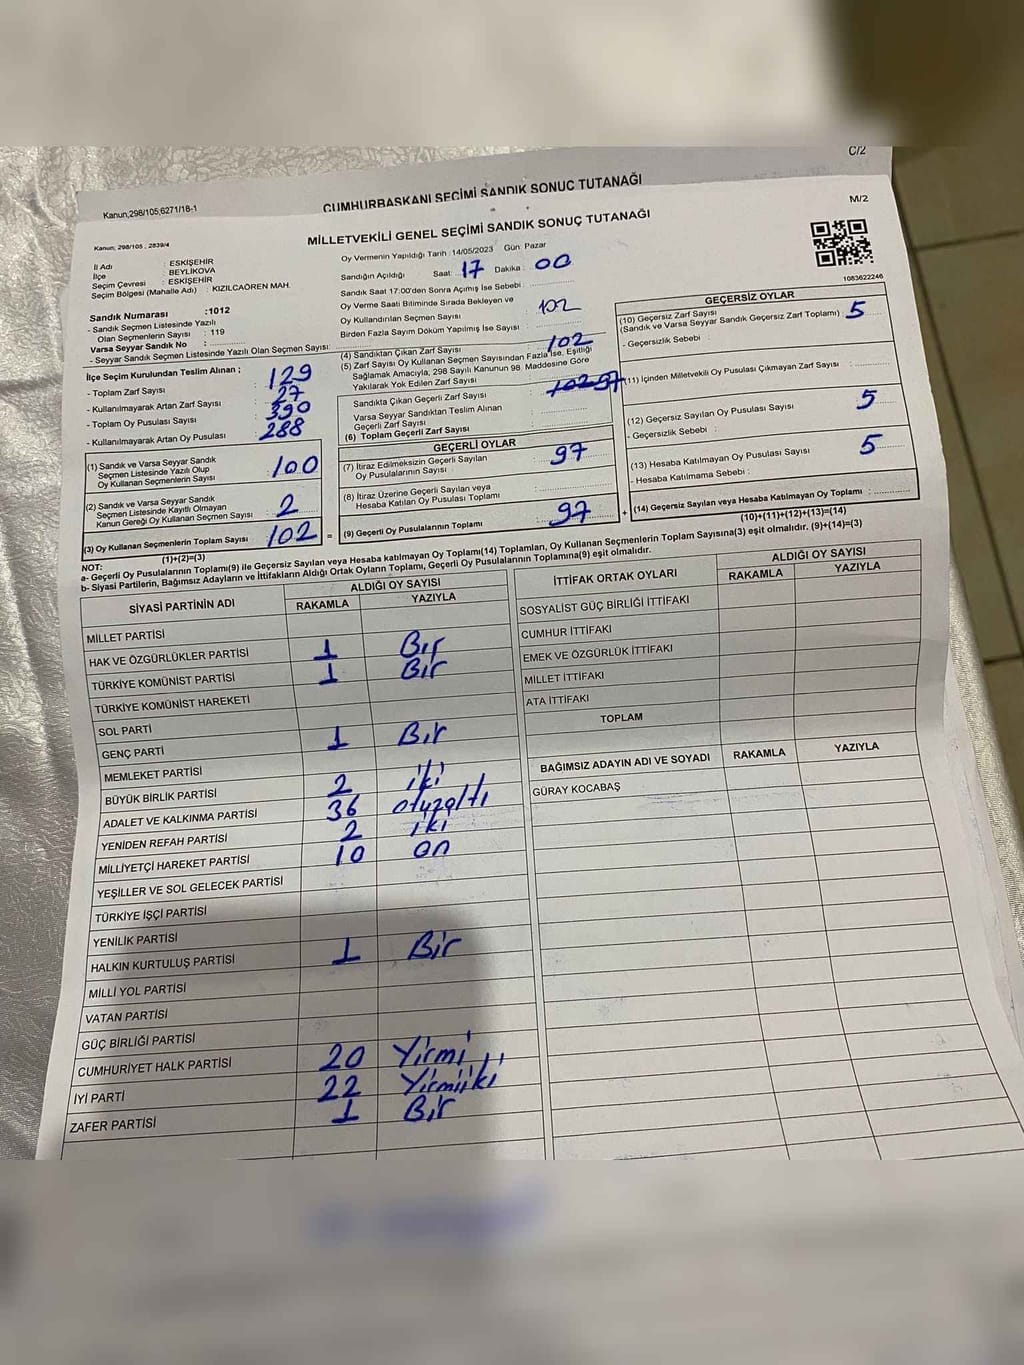 C/2
CUMHURBAŞKANI SEÇİMİ SANDIK SONUÇ TUTANAĞI
Kanun;298/105;6271/18-1
M/2
MİLLETVEKİLİ GENEL SEÇİMİ SANDIK SONUÇ TUTANAĞI
Kanun; 298/105 , 2839/4
1083622246
İl Adı : ESKİŞEHİR
İlçe : BEYLİKOVA
Seçim Çevresi : ESKİŞEHİR
Seçim Bölgesi (Mahalle Adı) : KIZILCAÖREN MAH.
Oy Vermenin Yapıldığı Tarih :14/05/2023 Gün: Pazar
Sandığın Açıldığı Saat: 17 Dakika : 00
Sandık Saat 17:00'den Sonra Açılmış İse Sebebi :
Oy Verme Saati Bitiminde Sırada Bekleyen ve
Oy Kullandırılan Seçmen Sayısı : 102
Birden Fazla Sayım Döküm Yapılmış İse Sayısı :
Sandık Numarası :1012
- Sandık Seçmen Listesinde Yazılı
Olan Seçmenlerin Sayısı : 119
Varsa Seyyar Sandık No :
- Seyyar Sandık Seçmen Listesinde Yazılı Olan Seçmen Sayısı:
İlçe Seçim Kurulundan Teslim Alınan ;
- Toplam Zarf Sayısı : 129
- Kullanılmayarak Artan Zarf Sayısı : 27
- Toplam Oy Pusulası Sayısı : 390
- Kullanılmayarak Artan Oy Pusulası : 288
(1) Sandık ve Varsa Seyyar Sandık
Seçmen Listesinde Yazılı Olup
Oy Kullanan Seçmenlerin Sayısı : 100
(2) Sandık ve Varsa Seyyar Sandık
Seçmen Listesinde Kayıtlı Olmayan
Kanun Gereği Oy Kullanan Seçmen Sayısı : 2
(3) Oy Kullanan Seçmenlerin Toplam Sayısı : 102
(1)+(2)=(3)
(4) Sandıktan Çıkan Zarf Sayısı : 102
(5) Zarf Sayısı Oy Kullanan Seçmen Sayısından Fazla İse, Eşitliği
Sağlamak Amacıyla; 298 Sayılı Kanunun 98. Maddesine Göre
Yakılarak Yok Edilen Zarf Sayısı :
Sandıkta Çıkan Geçerli Zarf Sayısı : 102 97
Varsa Seyyar Sandıktan Teslim Alınan
Geçerli Zarf Sayısı :
(6) Toplam Geçerli Zarf Sayısı :
GEÇERLİ OYLAR
(7) İtiraz Edilmeksizin Geçerli Sayılan
Oy Pusulasının Sayısı : 97
(8) İtiraz Üzerine Geçerli Sayılan veya
Hesaba Katılan Oy Pusulası Toplamı :
= (9) Geçerli Oy Pusulalarının Toplamı : 97
GEÇERSİZ OYLAR
(10) Geçersiz Zarf Sayısı : 5
(Sandık ve Varsa Seyyar Sandık Geçersiz Zarf Toplamı)
- Geçersizlik Sebebi :
(11) İçinden Milletvekili Oy Pusulası Çıkmayan Zarf Sayısı :
(12) Geçersiz Sayılan Oy Pusulası Sayısı : 5
- Geçersizlik Sebebi :
(13) Hesaba Katılmayan Oy Pusulası Sayısı : 5
- Hesaba Katılmama Sebebi :
+ (14) Geçersiz Sayılan veya Hesaba Katılmayan Oy Toplamı :
(10)+(11)+(12)+(13)=(14)
NOT:
a- Geçerli Oy Pusulalarının Toplamı(9) ile Geçersiz Sayılan veya Hesaba katılmayan Oy Toplamı(14) Toplamları, Oy Kullanan Seçmenlerin Toplam Sayısına(3) eşit olmalıdır. (9)+(14)=(3)
b- Siyasi Partilerin, Bağımsız Adayların ve İttifakların Aldığı Ortak Oyların Toplamı, Geçerli Oy Pusulalarının Toplamına(9) eşit olmalıdır.
SİYASİ PARTİNİN ADI ALDIĞI OY SAYISI
RAKAMLA YAZIYLA
MİLLET PARTİSİ
HAK VE ÖZGÜRLÜKLER PARTİSİ 1 Bir
TÜRKİYE KOMÜNİST PARTİSİ 1 Bir
TÜRKİYE KOMÜNİST HAREKETİ
SOL PARTİ
GENÇ PARTİ 1 Bir
MEMLEKET PARTİSİ
BÜYÜK BİRLİK PARTİSİ 2 iki
ADALET VE KALKINMA PARTİSİ 36 otuzaltı
YENİDEN REFAH PARTİSİ 2 iki
MİLLİYETÇİ HAREKET PARTİSİ 10 on
YEŞİLLER VE SOL GELECEK PARTİSİ
TÜRKİYE İŞÇİ PARTİSİ
YENİLİK PARTİSİ
HALKIN KURTULUŞ PARTİSİ 1 Bir
MİLLİ YOL PARTİSİ
VATAN PARTİSİ
GÜÇ BİRLİĞİ PARTİSİ
CUMHURİYET HALK PARTİSİ 20 Yirmi
İYİ PARTİ 22 Yirmiiki
ZAFER PARTİSİ 1 Bir
İTTİFAK ORTAK OYLARI ALDIĞI OY SAYISI
RAKAMLA YAZIYLA
SOSYALİST GÜÇ BİRLİĞİ İTTİFAKI
CUMHUR İTTİFAKI
EMEK VE ÖZGÜRLÜK İTTİFAKI
MİLLET İTTİFAKI
ATA İTTİFAKI
TOPLAM
BAĞIMSIZ ADAYIN ADI VE SOYADI RAKAMLA YAZIYLA
GÜRAY KOCABAŞ